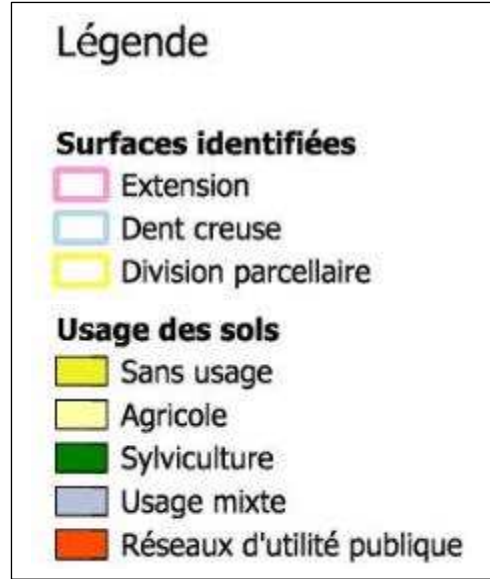 Légende
Surfaces identifiées
Extension
Dent creuse
Division parcellaire
Usage des sols
Sans usage
Agricole
Sylviculture
Usage mixte
Réseaux d'utilité publique